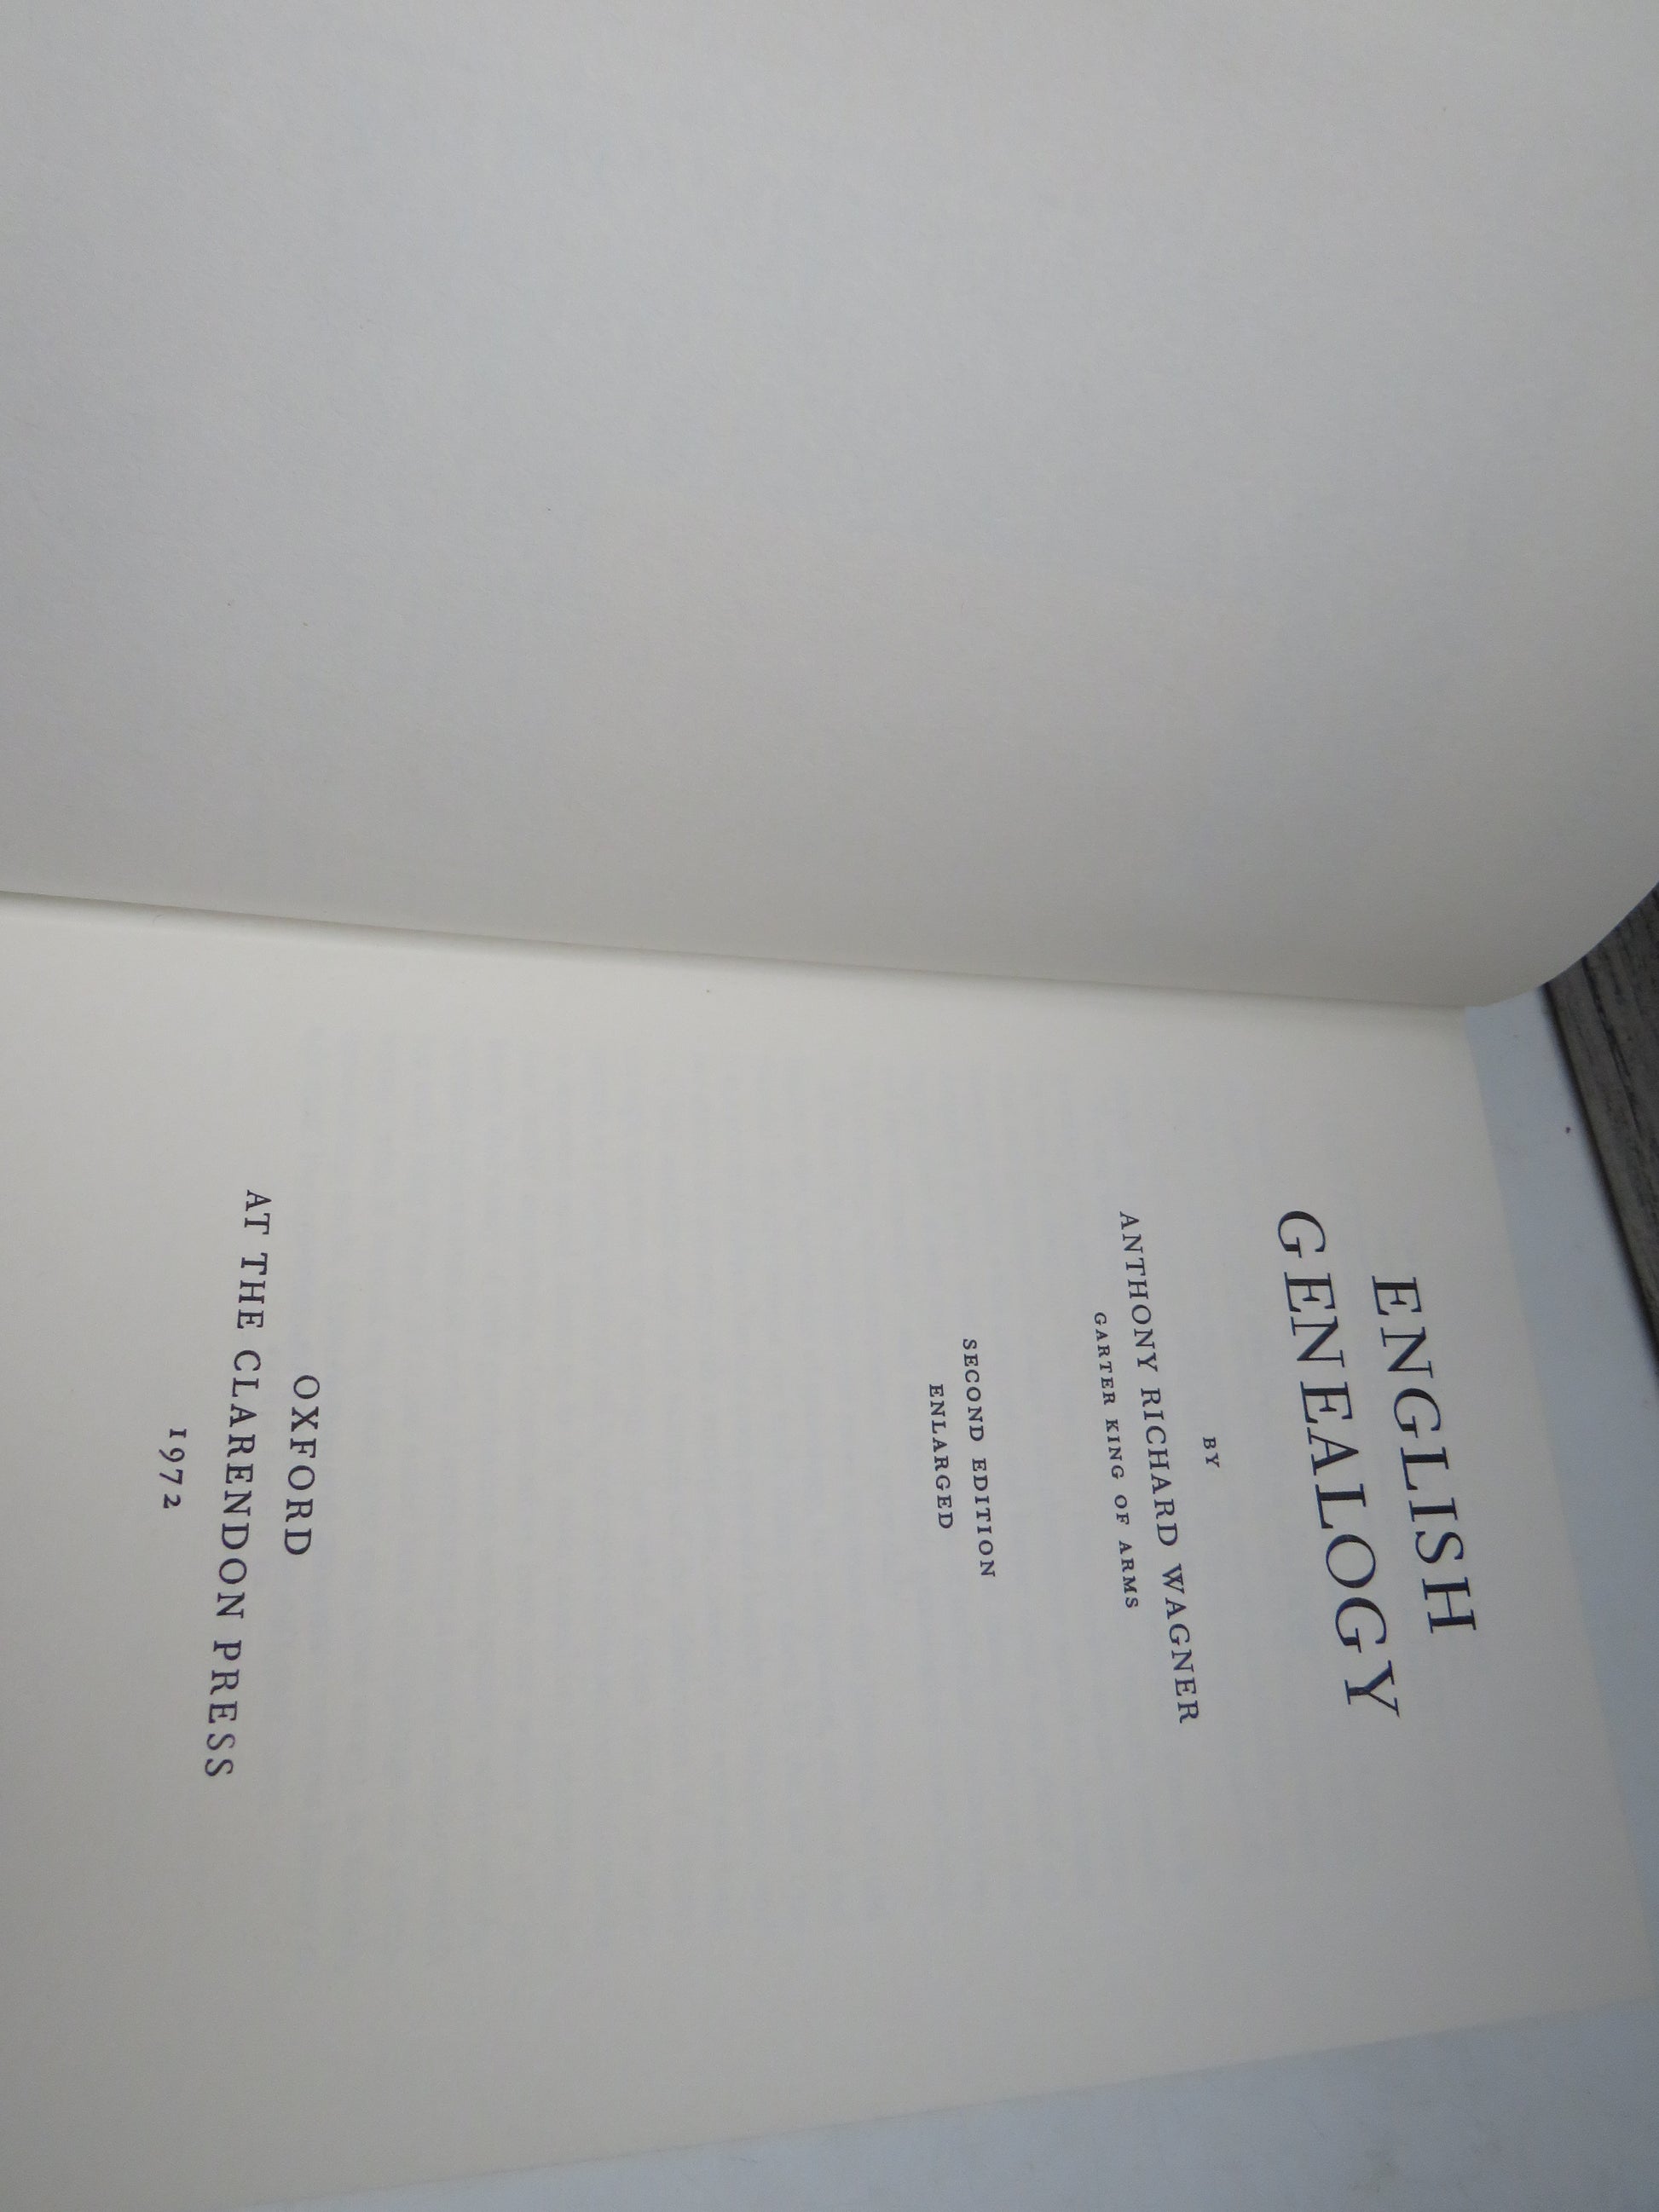 ENGLISH
GENEALOGY
BY
ANTHONY RICHARD WAGNER
GARTER KING OF ARMS
SECOND EDITION
ENLARGED
OXFORD
AT THE CLARENDON PRESS
1972